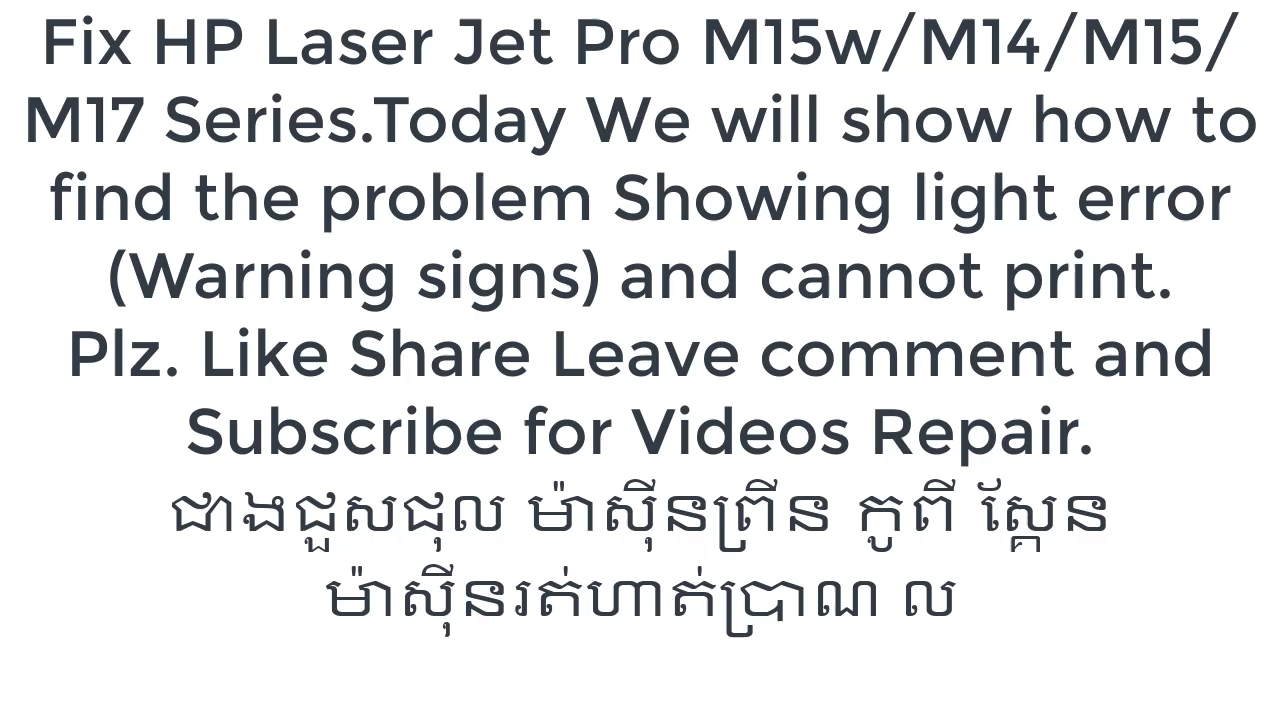 Fix HP Laser Jet Pro M15w/M14/M15/
M17 Series.Today We will show how to
find the problem Showing light error
(Warning signs) and cannot print.
Plz. Like Share Leave comment and
Subscribe for Videos Repair.
ជាងជួសជុល ម៉ាស៊ីនព្រីន កូពី ស្កែន
ម៉ាស៊ីនរត់ហាត់ប្រាណ ល